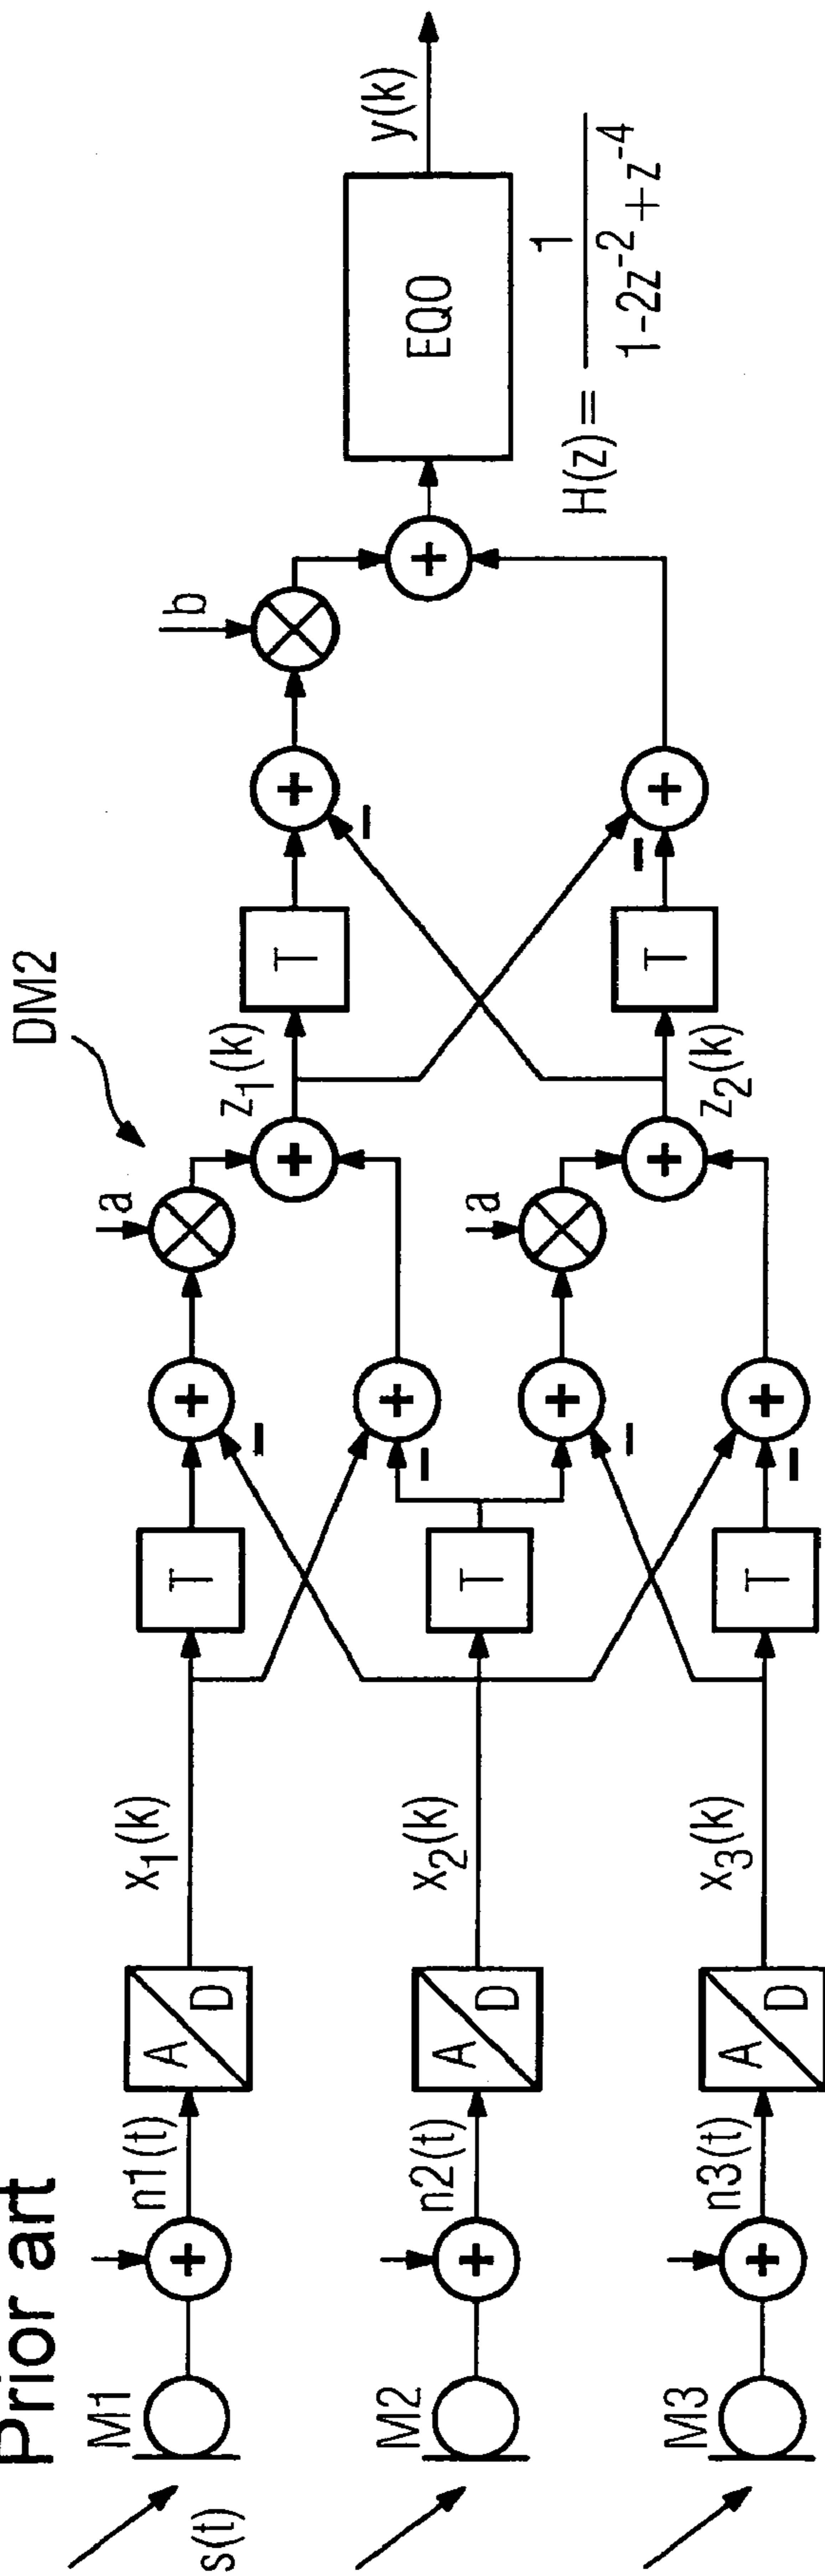 Prior art
DM2
M1
s(t)
n1(t)
A
D
x₁(k)
T
a
z₁(k)
T
b
M2
n2(t)
A
D
x₂(k)
T
a
EQO
y(k)
H(z) = 1 / (1-2z⁻² + z⁻⁴)
M3
n3(t)
A
D
x₃(k)
T
z₂(k)
T